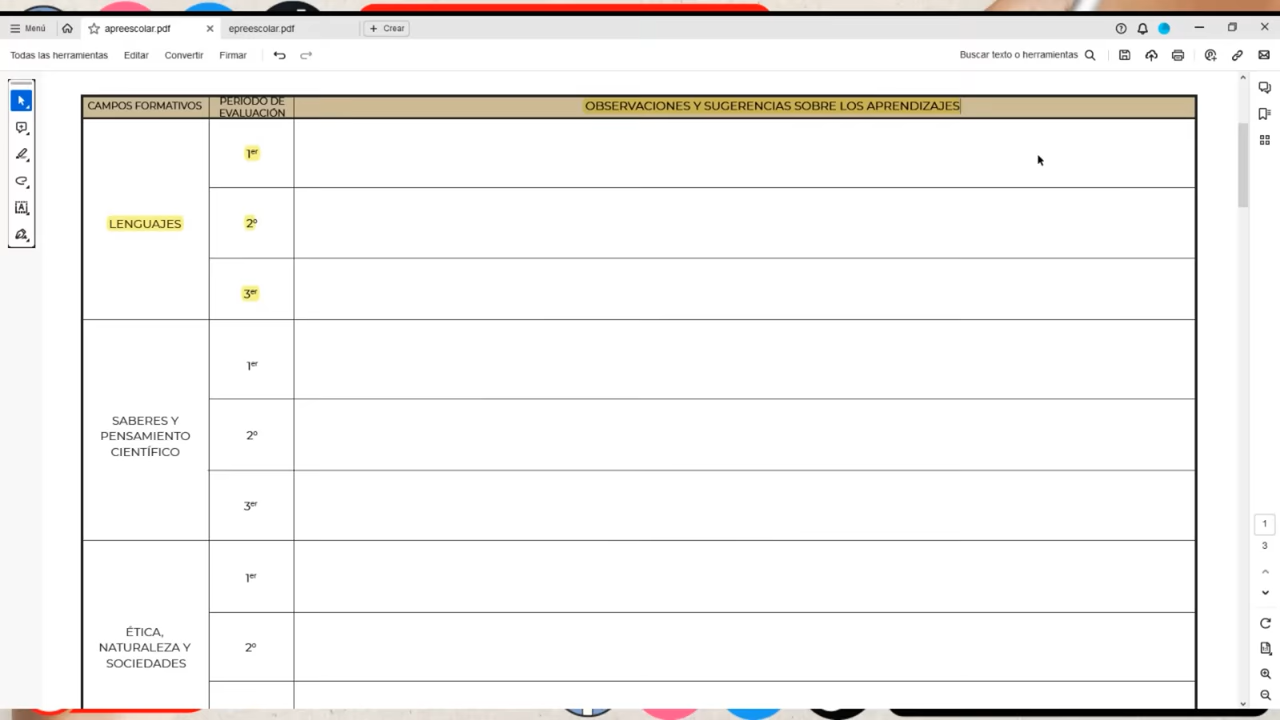 Menú
apreescolar.pdf
epreescolar.pdf
Crear
Todas las herramientas
Editar
Convertir
Firmar
Buscar texto o herramientas
CAMPOS FORMATIVOS
PERIODO DE
EVALUACIÓN
OBSERVACIONES Y SUGERENCIAS SOBRE LOS APRENDIZAJES
LENGUAJES
1er
2º
3er
SABERES Y
PENSAMIENTO
CIENTÍFICO
1er
2º
3er
ÉTICA,
NATURALEZA Y
SOCIEDADES
1er
2º
1
3